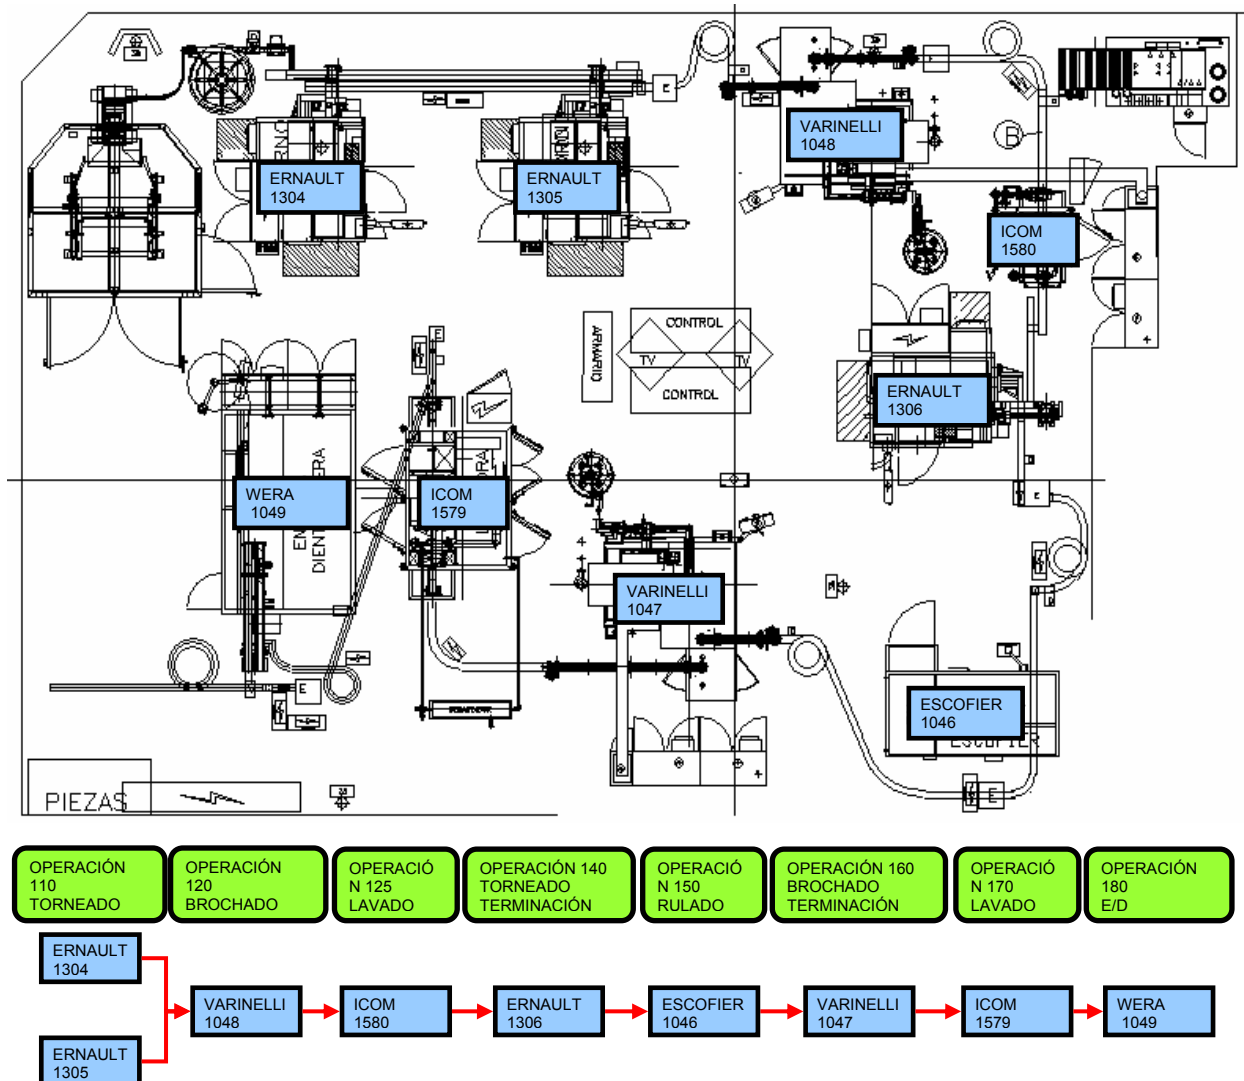 E
VARINELLI
1048
B
ERNAULT
1304
ERNAULT
1305
ICOM
1580
CONTROL
ARMARIO
TV
TV
CONTROL
ERNAULT
1306
E
WERA
1049
DIENT
ERA
ICOM
1579
E
VARINELLI
1047
E
ESCOFIER
1046
ESCOFIER
E
PIEZAS
OPERACIÓN
110
TORNEADO
OPERACIÓN
120
BROCHADO
OPERACIÓ
N 125
LAVADO
OPERACIÓN 140
TORNEADO
TERMINACIÓN
OPERACIÓ
N 150
RULADO
OPERACIÓN 160
BROCHADO
TERMINACIÓN
OPERACIÓ
N 170
LAVADO
OPERACIÓN
180
E/D
ERNAULT
1304
VARINELLI
1048
ICOM
1580
ERNAULT
1306
ESCOFIER
1046
VARINELLI
1047
ICOM
1579
WERA
1049
ERNAULT
1305